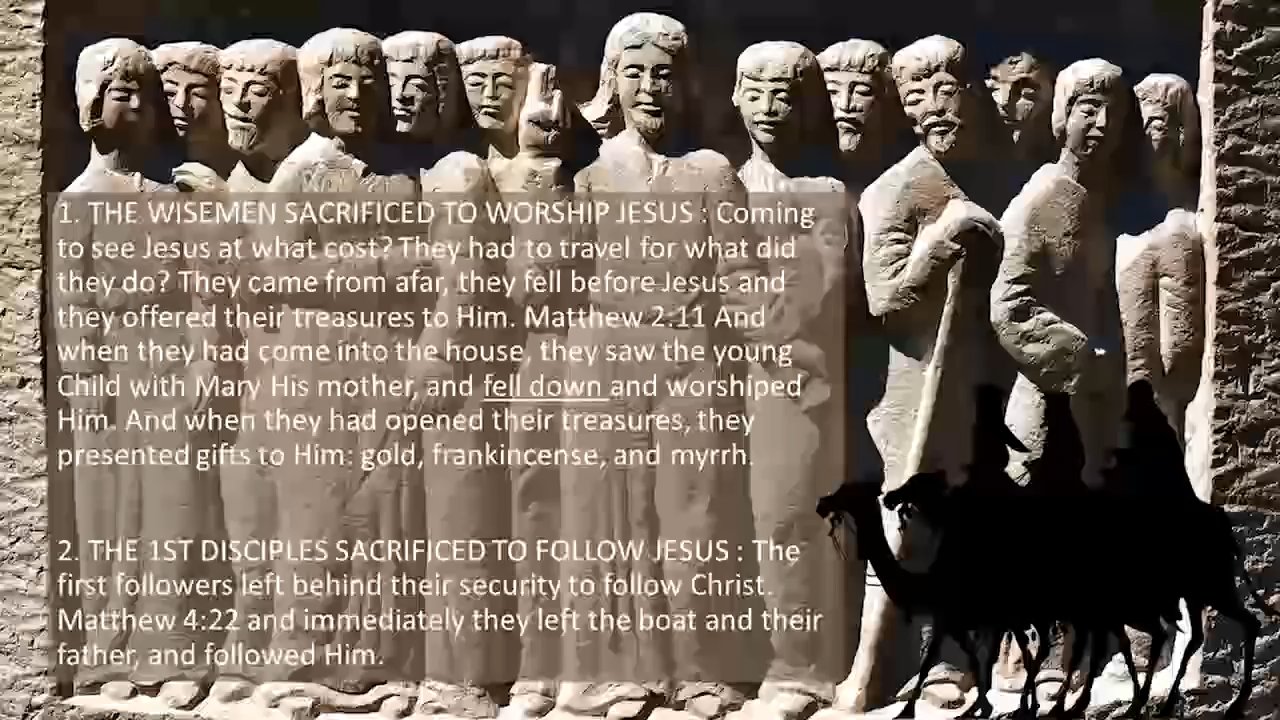 1. THE WISEMEN SACRIFICED TO WORSHIP JESUS : Coming
to see Jesus at what cost? They had to travel for what did
they do? They came from afar, they fell before Jesus and
they offered their treasures to Him. Matthew 2:11 And
when they had come into the house, they saw the young
Child with Mary His mother, and fell down and worshiped
Him. And when they had opened their treasures, they
presented gifts to Him: gold, frankincense, and myrrh.
2. THE 1ST DISCIPLES SACRIFICED TO FOLLOW JESUS : The
first followers left behind their security to follow Christ.
Matthew 4:22 and immediately they left the boat and their
father, and followed Him.